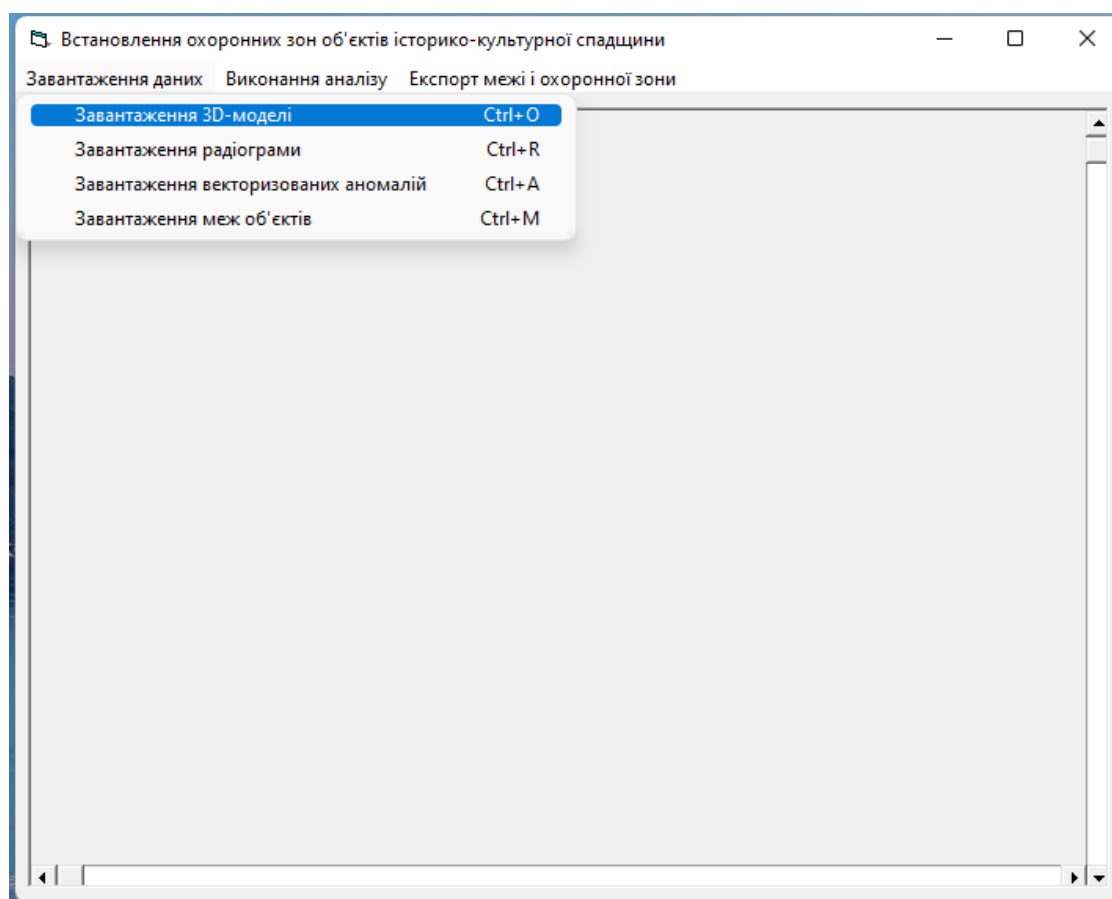 Встановлення охоронних зон об'єктів історико-культурної спадщини
Завантаження даних Виконання аналізу Експорт межі і охоронної зони
Завантаження 3D-моделі Ctrl+O
Завантаження радіограми Ctrl+R
Завантаження векторизованих аномалій Ctrl+A
Завантаження меж об'єктів Ctrl+M